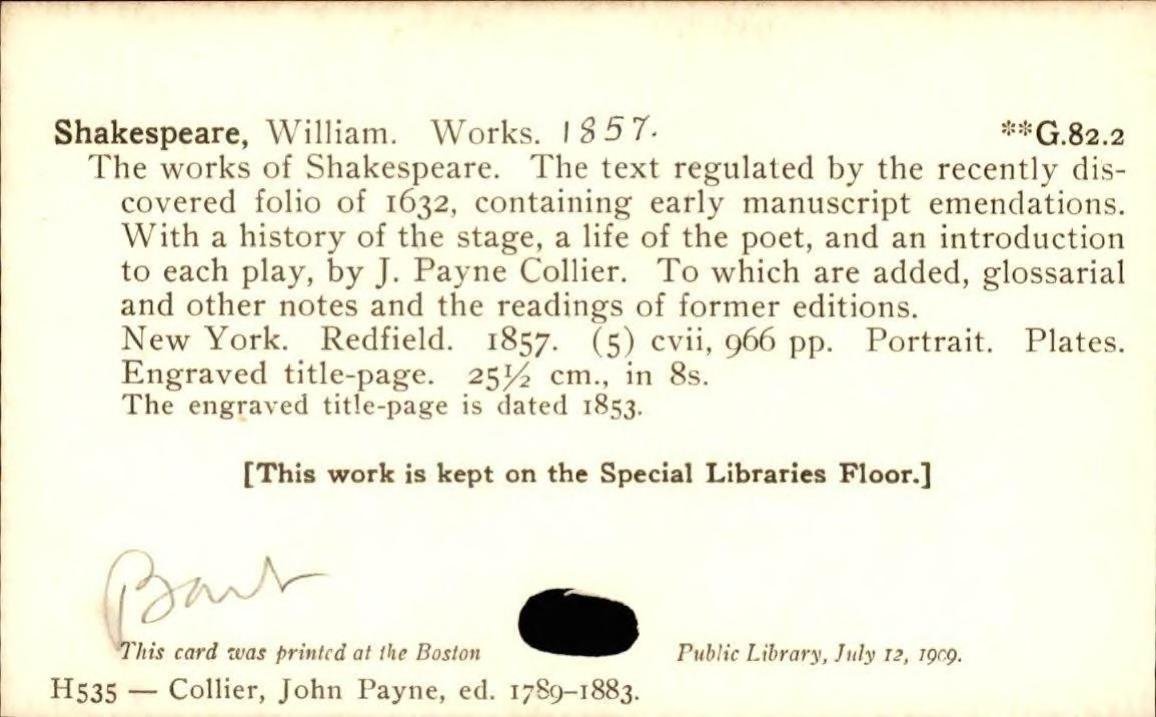 Shakespeare, William. Works. 1857. **G.82.2
The works of Shakespeare. The text regulated by the recently dis-
covered folio of 1632, containing early manuscript emendations.
With a history of the stage, a life of the poet, and an introduction
to each play, by J. Payne Collier. To which are added, glossarial
and other notes and the readings of former editions.
New York. Redfield. 1857. (5) cvii, 966 pp. Portrait. Plates.
Engraved title-page. 25½ cm., in 8s.
The engraved title-page is dated 1853.
[This work is kept on the Special Libraries Floor.]
Bart
This card was printed at the Boston Public Library, July 12, 1909.
H535 — Collier, John Payne, ed. 1789–1883.